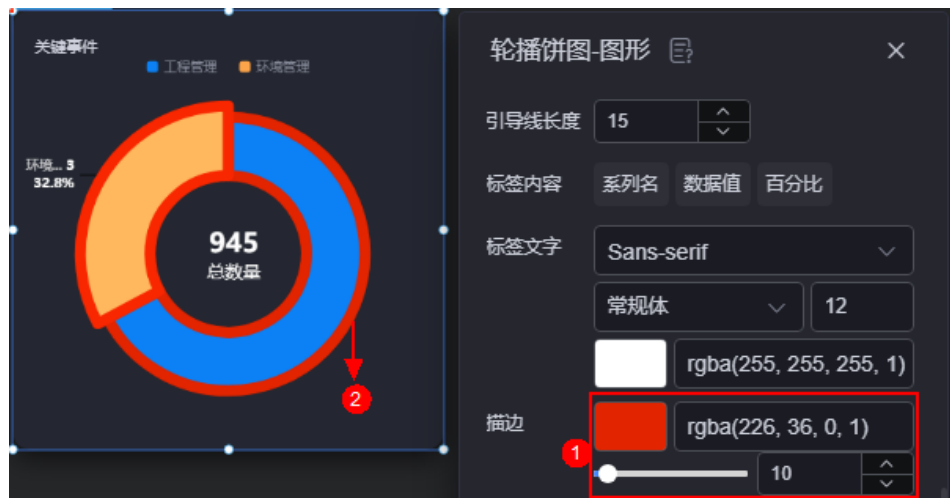 关键事件
工程管理 环境管理
环境... 3
32.8%
945
总数量
2
轮播饼图-图形
引导线长度 15
标签内容 系列名 数据值 百分比
标签文字 Sans-serif
常规体 12
rgba(255, 255, 255, 1)
描边 rgba(226, 36, 0, 1)
1
10